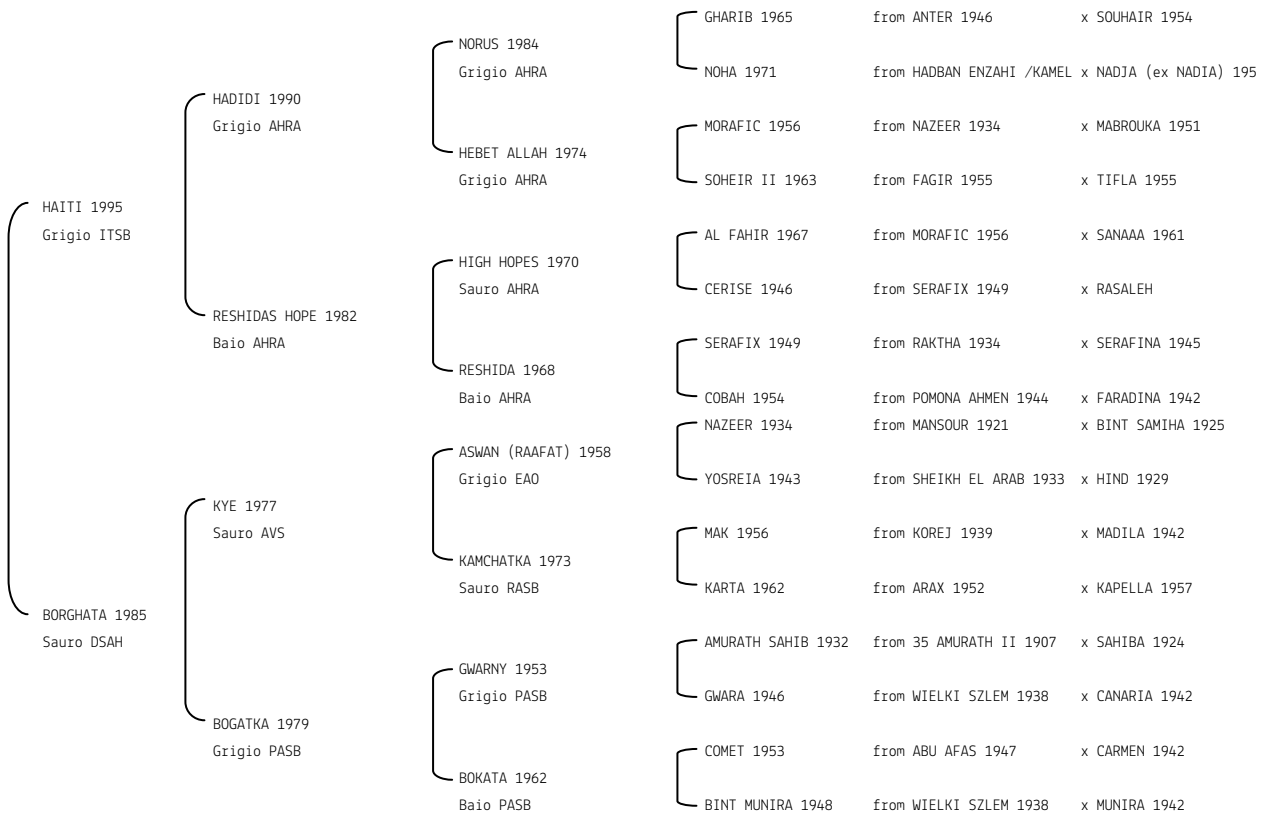 GHARIB 1965 from ANTER 1946 x SOUHAIR 1954
NORUS 1984
Grigio AHRA NOHA 1971 from HADBAN ENZAHI /KAMEL x NADJA (ex NADIA) 195
HADIDI 1990
Grigio AHRA MORAFIC 1956 from NAZEER 1934 x MABROUKA 1951
HEBET ALLAH 1974
Grigio AHRA SOHEIR II 1963 from FAGIR 1955 x TIFLA 1955
HAITI 1995
Grigio ITSB AL FAHIR 1967 from MORAFIC 1956 x SANAAA 1961
HIGH HOPES 1970
Sauro AHRA CERISE 1946 from SERAFIX 1949 x RASALEH
RESHIDAS HOPE 1982
Baio AHRA SERAFIX 1949 from RAKTHA 1934 x SERAFINA 1945
RESHIDA 1968
Baio AHRA COBAH 1954 from POMONA AHMEN 1944 x FARADINA 1942
NAZEER 1934 from MANSOUR 1921 x BINT SAMIHA 1925
ASWAN (RAAFAT) 1958
Grigio EAO YOSREIA 1943 from SHEIKH EL ARAB 1933 x HIND 1929
KYE 1977
Sauro AVS MAK 1956 from KOREJ 1939 x MADILA 1942
KAMCHATKA 1973
Sauro RASB KARTA 1962 from ARAX 1952 x KAPELLA 1957
BORGHATA 1985
Sauro DSAH AMURATH SAHIB 1932 from 35 AMURATH II 1907 x SAHIBA 1924
GWARNY 1953
Grigio PASB GWARA 1946 from WIELKI SZLEM 1938 x CANARIA 1942
BOGATKA 1979
Grigio PASB COMET 1953 from ABU AFAS 1947 x CARMEN 1942
BOKATA 1962
Baio PASB BINT MUNIRA 1948 from WIELKI SZLEM 1938 x MUNIRA 1942